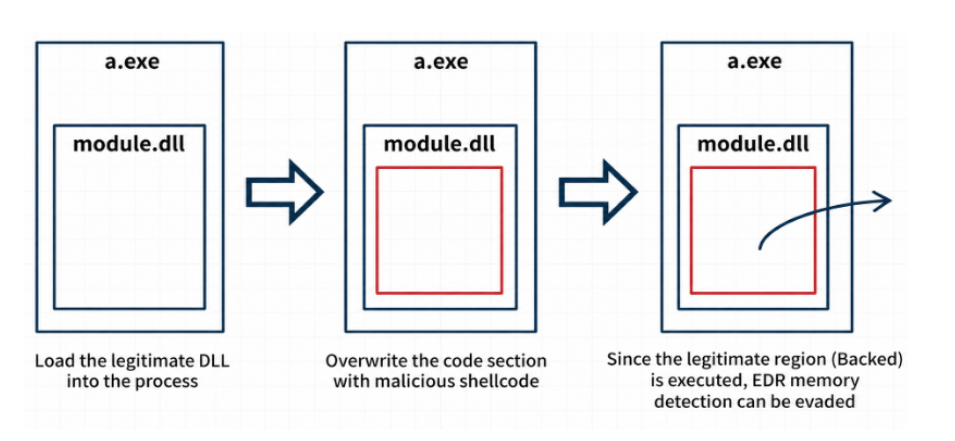 a.exe
module.dll
Load the legitimate DLL
into the process
a.exe
module.dll
Overwrite the code section
with malicious shellcode
a.exe
module.dll
Since the legitimate region (Backed)
is executed, EDR memory
detection can be evaded